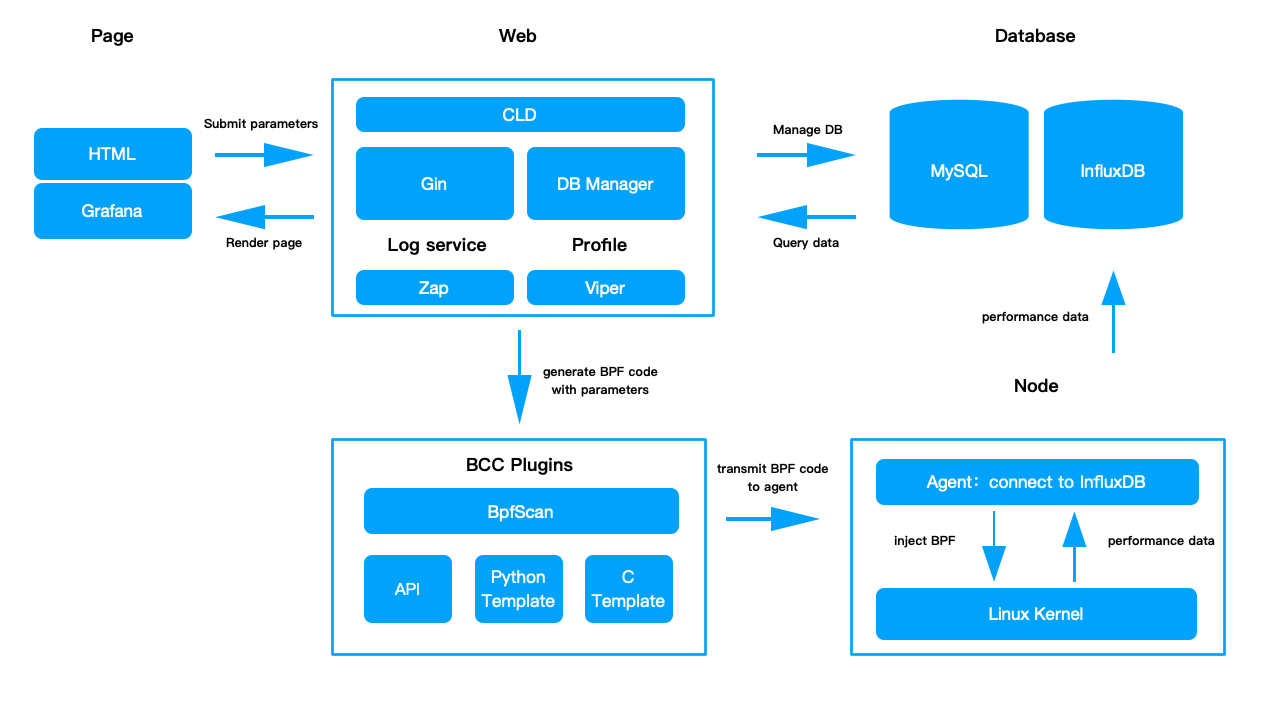 Page
Web
Database
HTML
Grafana
Submit parameters
Render page
CLD
Gin
DB Manager
Log service
Profile
Zap
Viper
Manage DB
Query data
MySQL
InfluxDB
performance data
generate BPF code
with parameters
Node
BCC Plugins
BpfScan
API
Python
Template
C
Template
transmit BPF code
to agent
Agent：connect to InfluxDB
inject BPF
performance data
Linux Kernel